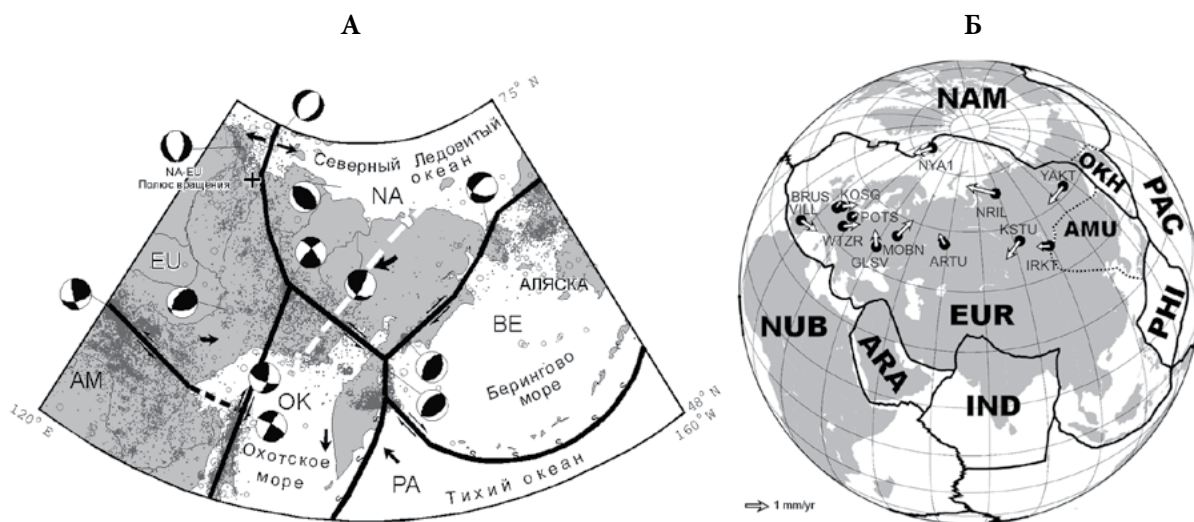 А
Б
75° N
Северный Ледовитый
океан
NA-EU
Полюс вращения
NA
EU
АЛЯСКА
BE
AM
OK
Берингово
море
120° E
48° N
160° W
Охотское
море
PA
Тихий океан
S
S
S
S
S
S
NAM
NYA1
YAKT
OKH
PAC
BRUS
KOSG
VILL
POTS
NRIL
WTZR
MOBN
KSTU
AMU
GLSV
ARTU
IRKT
NUB
EUR
PHI
ARA
IND
1 mm/yr